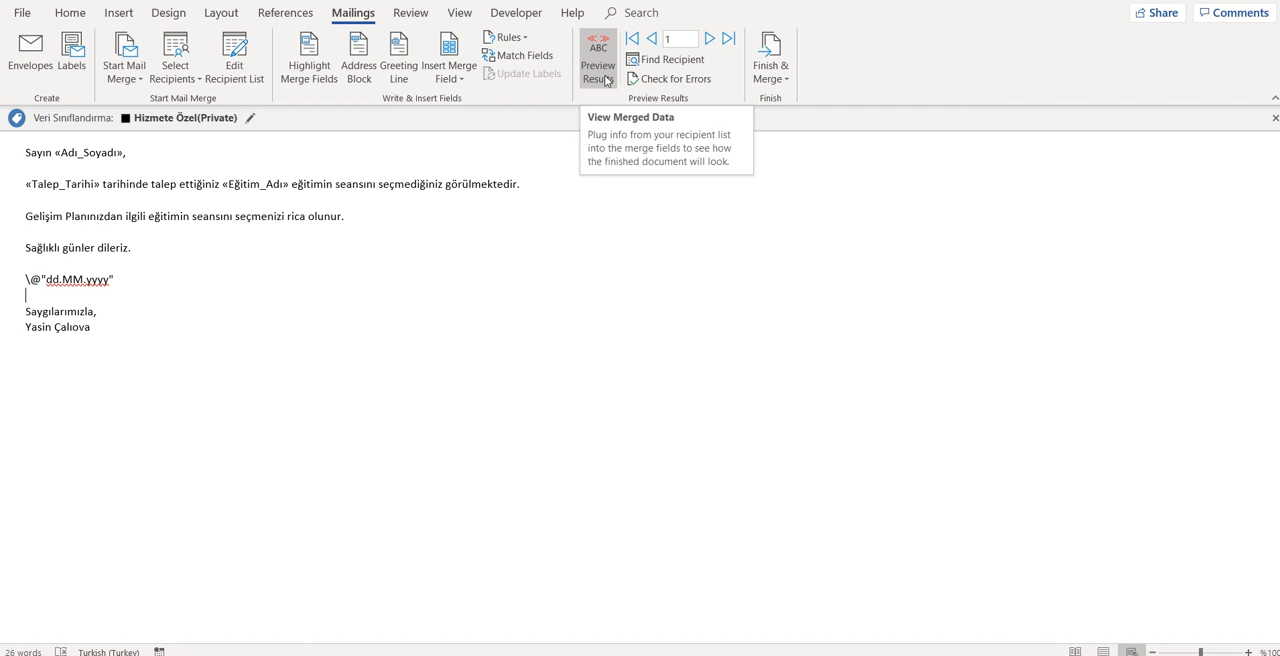 File Home Insert Design Layout References Mailings Review View Developer Help Search Share Comments
Envelopes Labels Start Mail Merge Select Recipients Edit Recipient List Highlight Merge Fields Address Block Greeting Line Insert Merge Field Rules Match Fields Update Labels ABC Preview Results 1 Find Recipient Check for Errors Finish & Merge
Create Start Mail Merge Write & Insert Fields Preview Results Finish
Veri Sınıflandırma: Hizmete Özel(Private)
View Merged Data
Plug info from your recipient list
into the merge fields to see how
the finished document will look.
Sayın «Adı_Soyadı»,
«Talep_Tarihi» tarihinde talep ettiğiniz «Eğitim_Adı» eğitimin seansını seçmediğiniz görülmektedir.
Gelişim Planınızdan ilgili eğitimin seansını seçmenizi rica olunur.
Sağlıklı günler dileriz.
\@"dd.MM.yyyy"
Saygılarımızla,
Yasin Çalıova
26 words Turkish (Turkey) %100